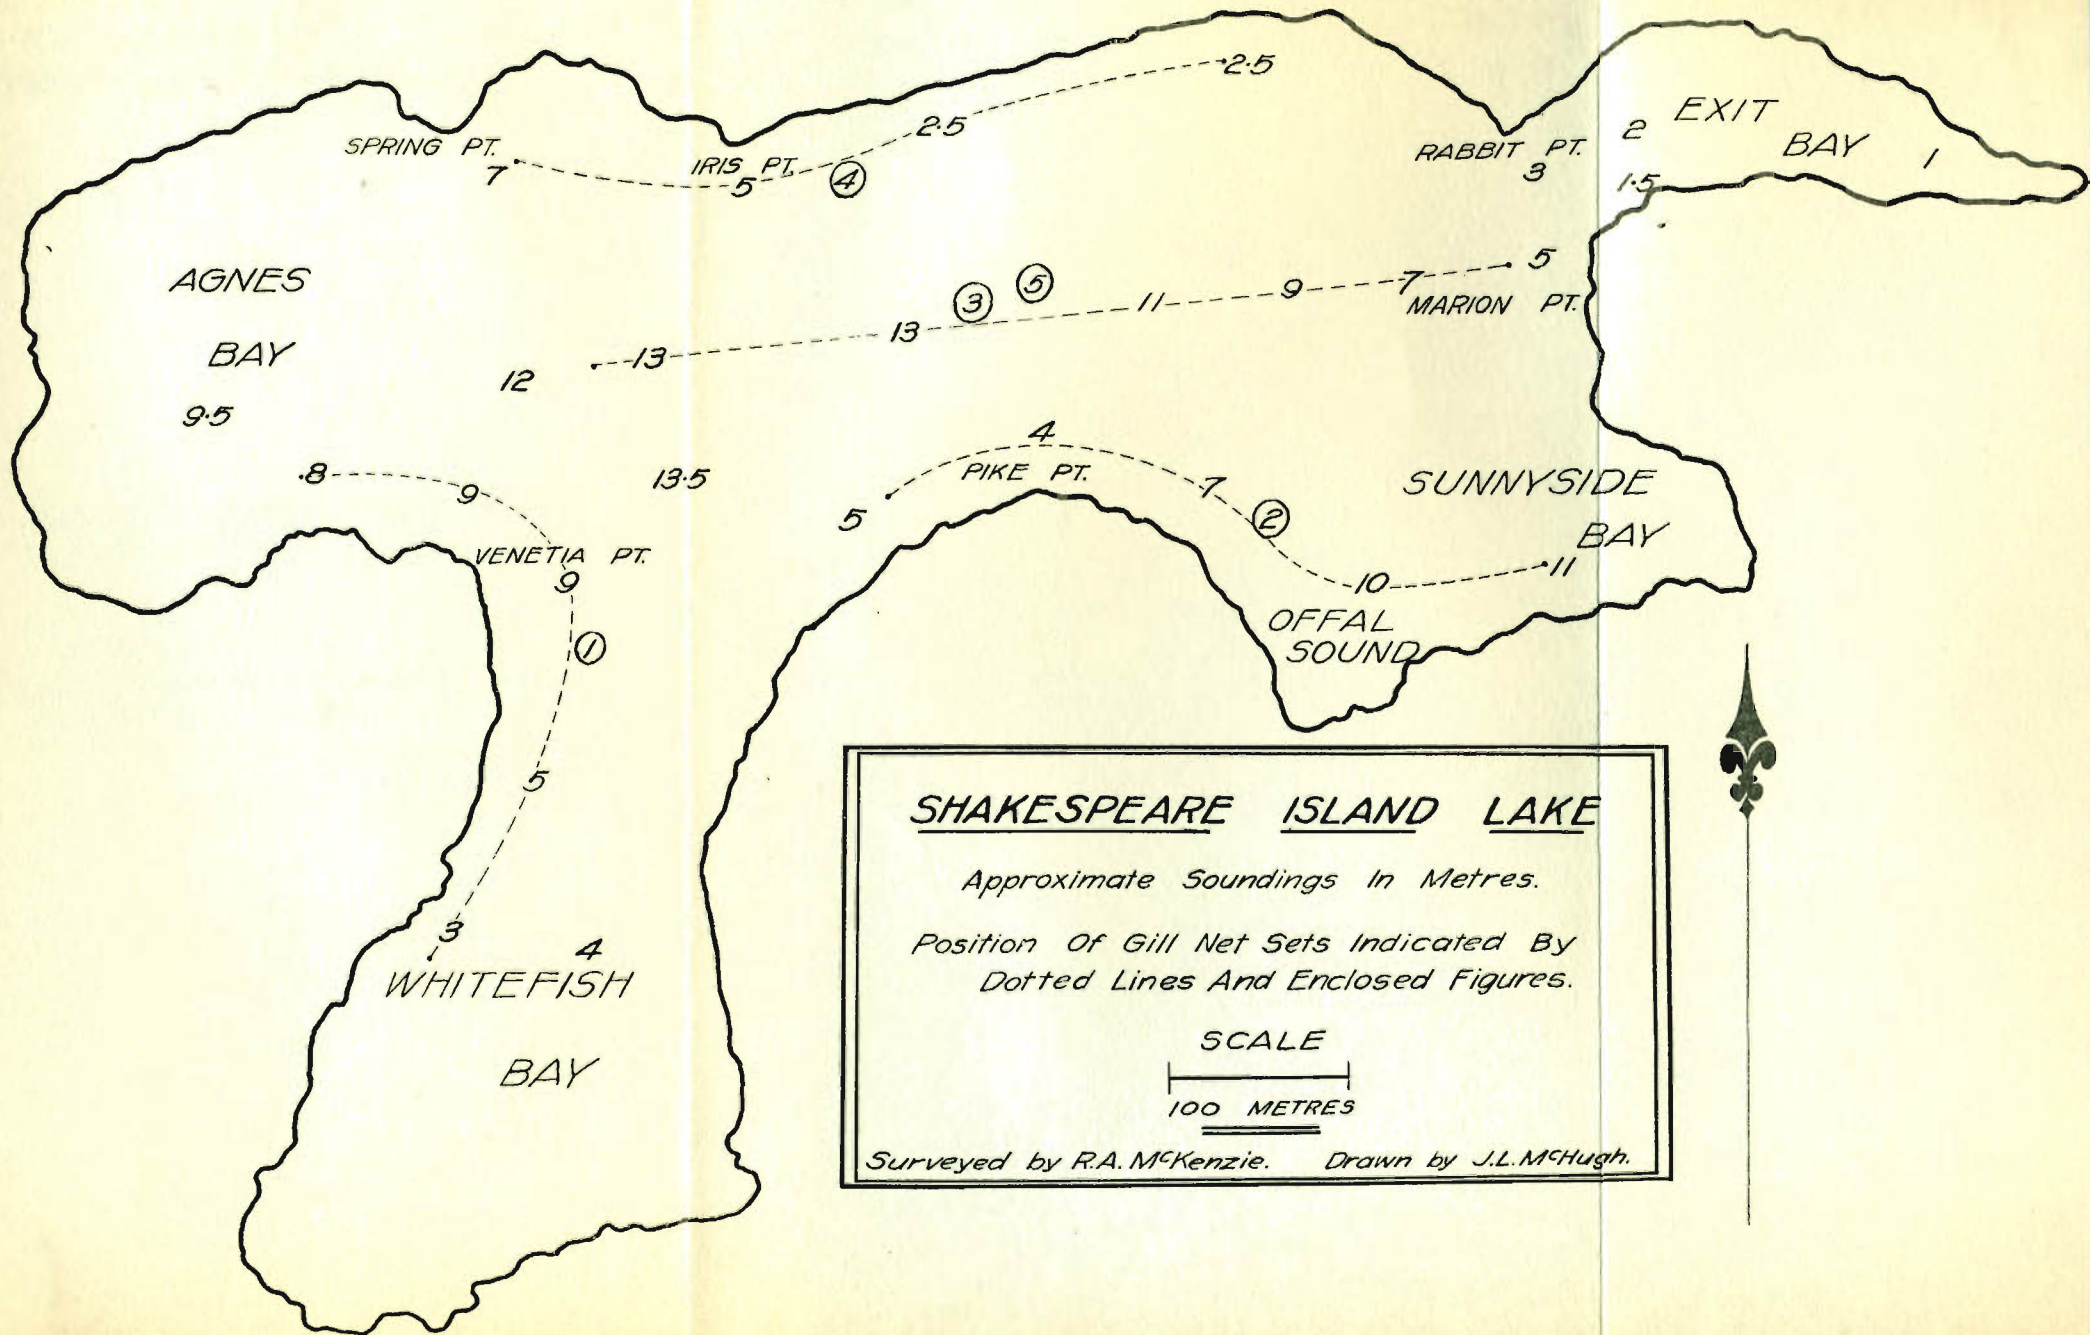 2·5
2·5
EXIT
BAY
2
1
1·5
SPRING PT.
7
IRIS PT.
5
4
RABBIT PT.
3
AGNES
BAY
9·5
3
5
13
13
11
9
7
5
MARION PT.
12
8
9
13·5
4
PIKE PT.
5
7
2
SUNNYSIDE
BAY
11
10
OFFAL
SOUND
VENETIA PT.
9
1
5
3
4
WHITEFISH
BAY
SHAKESPEARE ISLAND LAKE
Approximate Soundings In Metres.
Position Of Gill Net Sets Indicated By
Dotted Lines And Enclosed Figures.
SCALE
100 METRES
Surveyed by R.A. McKenzie. Drawn by J.L. McHugh.